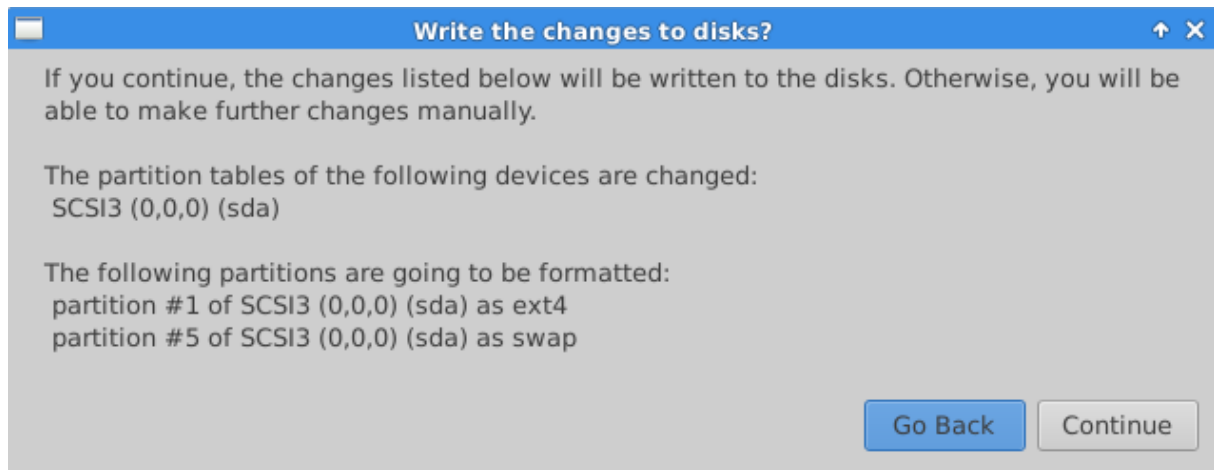 Write the changes to disks?
If you continue, the changes listed below will be written to the disks. Otherwise, you will be
able to make further changes manually.
The partition tables of the following devices are changed:
SCSI3 (0,0,0) (sda)
The following partitions are going to be formatted:
partition #1 of SCSI3 (0,0,0) (sda) as ext4
partition #5 of SCSI3 (0,0,0) (sda) as swap
Go Back
Continue